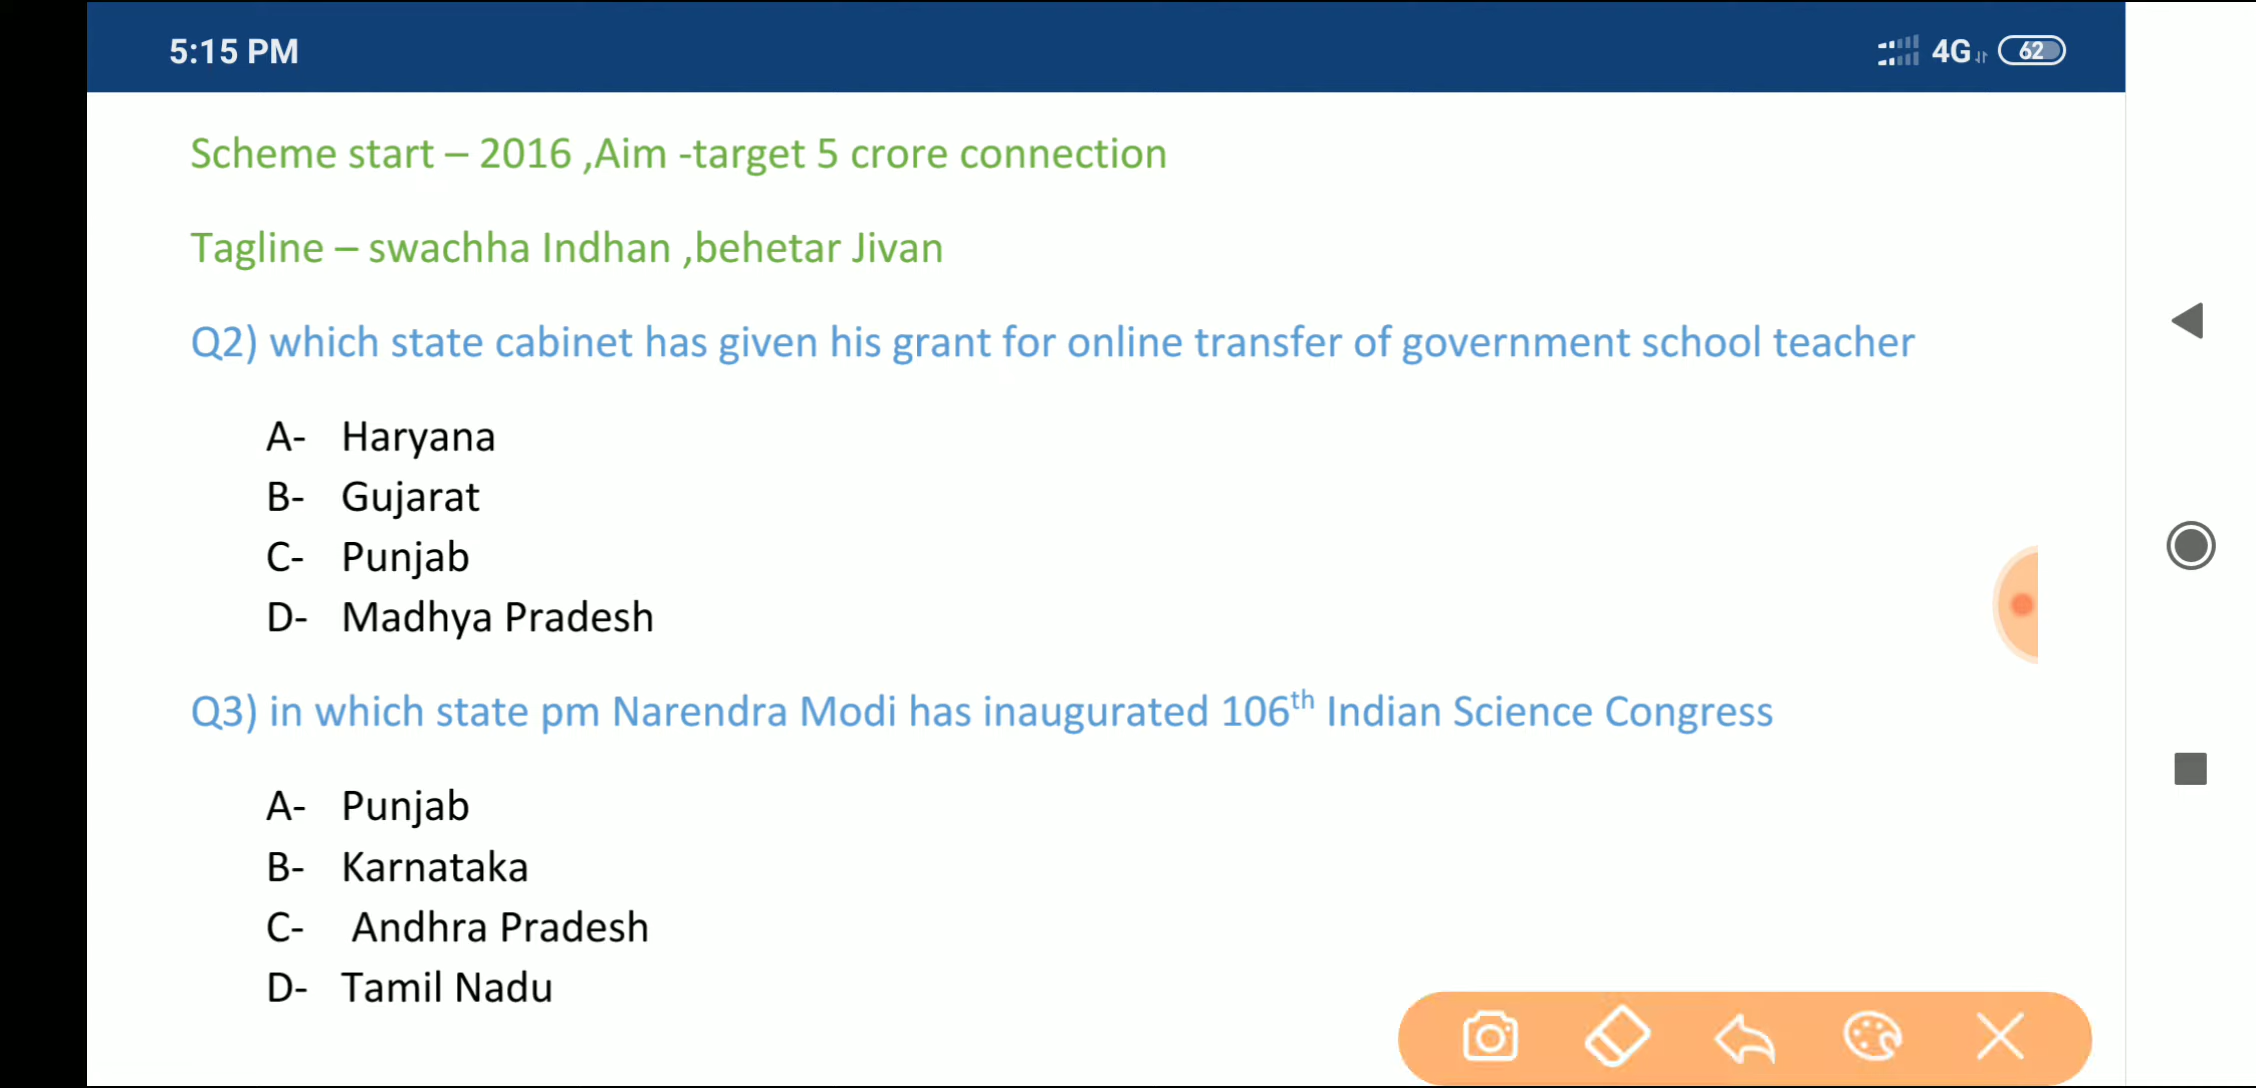 5:15 PM
4G 62
Scheme start – 2016 ,Aim -target 5 crore connection
Tagline – swachha Indhan ,behetar Jivan
Q2) which state cabinet has given his grant for online transfer of government school teacher
A- Haryana
B- Gujarat
C- Punjab
D- Madhya Pradesh
Q3) in which state pm Narendra Modi has inaugurated 106th Indian Science Congress
A- Punjab
B- Karnataka
C- Andhra Pradesh
D- Tamil Nadu